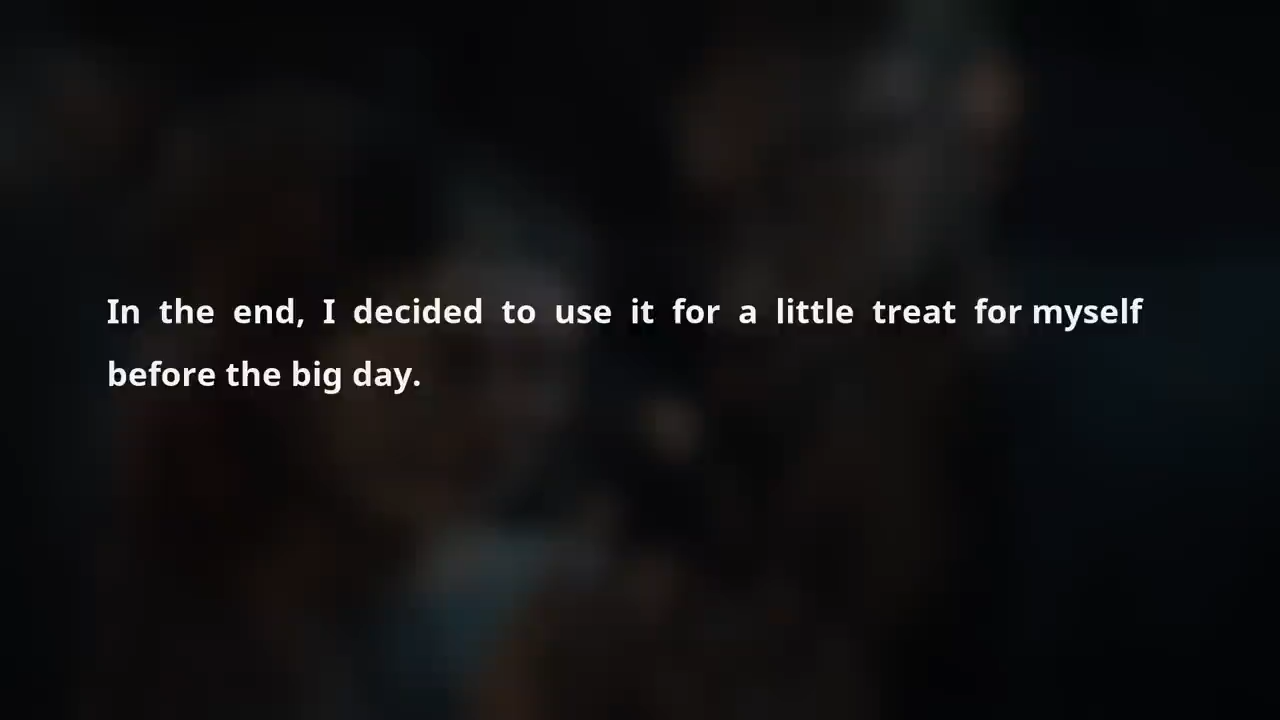 In the end, I decided to use it for a little treat for myself
before the big day.